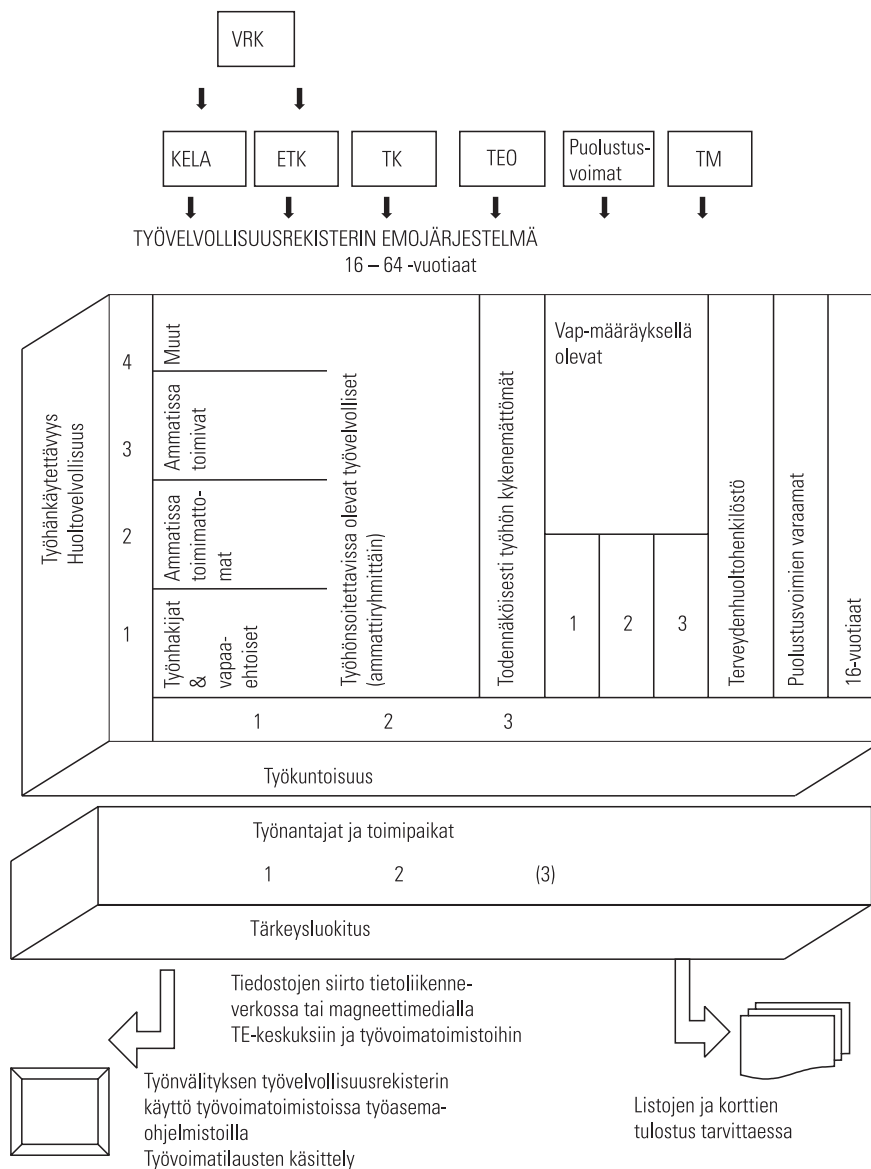 VRK
KELA
ETK
TK
TEO
Puolustus-
voimat
TM
TYÖVELVOLLISUUSREKISTERIN EMOJÄRJESTELMÄ
16 – 64 -vuotiaat
Työhänkäytettävyys
Huoltovelvollisuus
4
3
2
1
Muut
Ammatissa
toimivat
Ammatissa
toimimatto-
mat
Työnhakijat
&
vapaa-
ehtoiset
Työhönsoitettavissa olevat työvelvolliset
(ammattiryhmittäin)
Todennäköisesti työhön kykenemättömät
Vap-määräyksellä
olevat
1
2
3
Terveydenhuoltohenkilöstö
Puolustusvoimien varaamat
16-vuotiaat
1
2
3
Työkuntoisuus
Työnantajat ja toimipaikat
1
2
(3)
Tärkeysluokitus
Tiedostojen siirto tietoliikenne-
verkossa tai magneettimedialla
TE-keskuksiin ja työvoimatoimistoihin
Työnvälityksen työvelvollisuusrekisterin
käyttö työvoimatoimistoissa työasema-
ohjelmistoilla
Työvoimatilausten käsittely
Listojen ja korttien
tulostus tarvittaessa